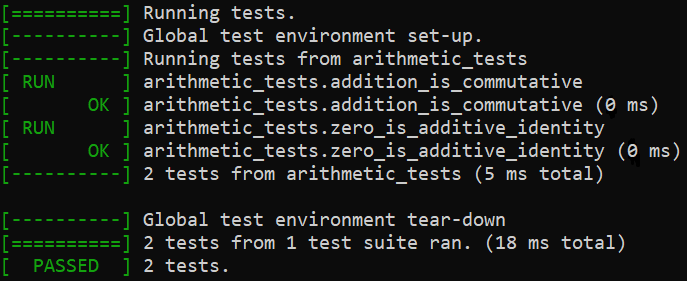 [==========] Running tests.
[----------] Global test environment set-up.
[----------] Running tests from arithmetic_tests
[ RUN      ] arithmetic_tests.addition_is_commutative
[       OK ] arithmetic_tests.addition_is_commutative (0 ms)
[ RUN      ] arithmetic_tests.zero_is_additive_identity
[       OK ] arithmetic_tests.zero_is_additive_identity (0 ms)
[----------] 2 tests from arithmetic_tests (5 ms total)

[----------] Global test environment tear-down
[==========] 2 tests from 1 test suite ran. (18 ms total)
[  PASSED  ] 2 tests.